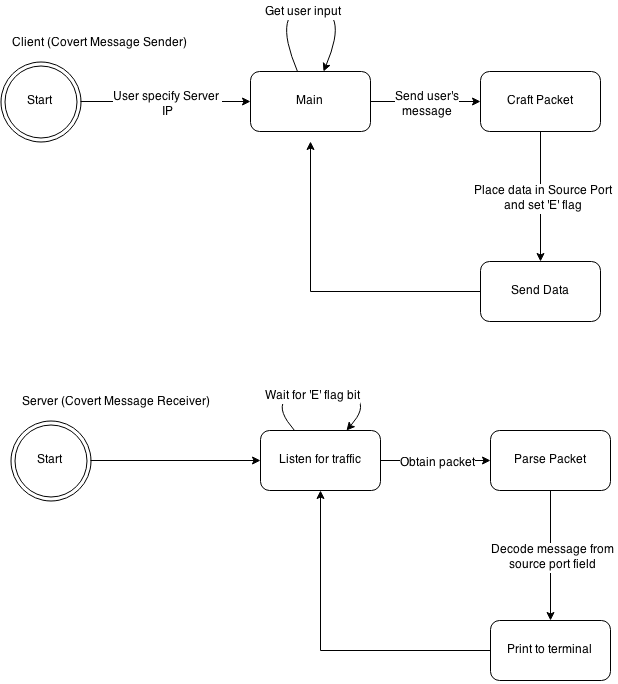 Get user input
Client (Covert Message Sender)
Start
User specify Server
IP
Main
Send user's
message
Craft Packet
Place data in Source Port
and set 'E' flag
Send Data
Server (Covert Message Receiver)
Wait for 'E' flag bit
Start
Listen for traffic
Obtain packet
Parse Packet
Decode message from
source port field
Print to terminal